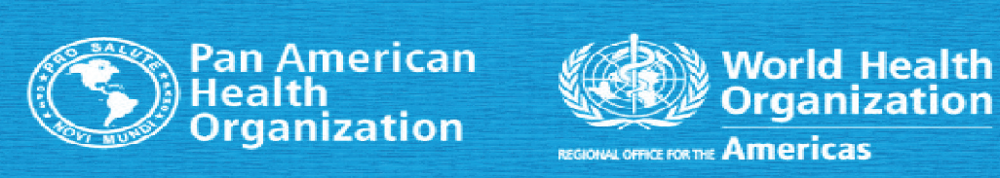 PRO SALUTE
NOVI MUNDI
Pan American
Health
Organization
World Health
Organization
REGIONAL OFFICE FOR THE Americas